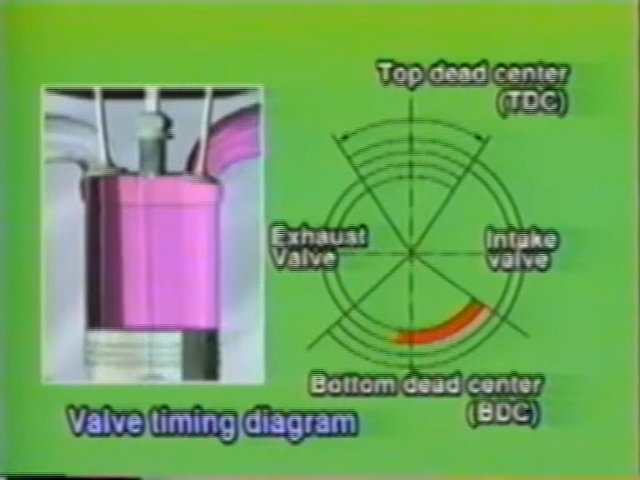 Top dead center
(TDC)
Exhaust
Valve
Intake
valve
Bottom dead center
(BDC)
Valve timing diagram